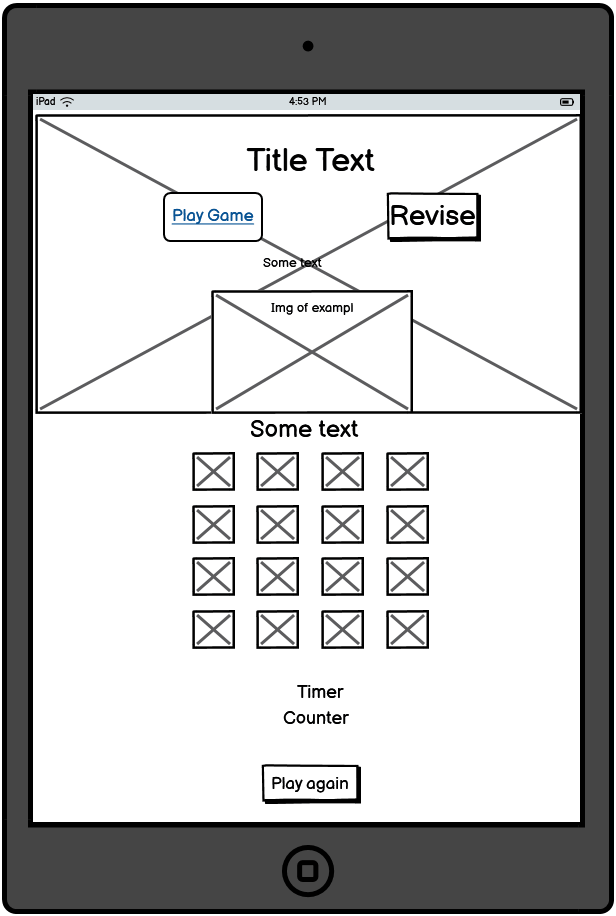 iPad 4:53 PM
Title Text
Play Game Revise
Some text
Img of exampl
Some text
Timer
Counter
Play again